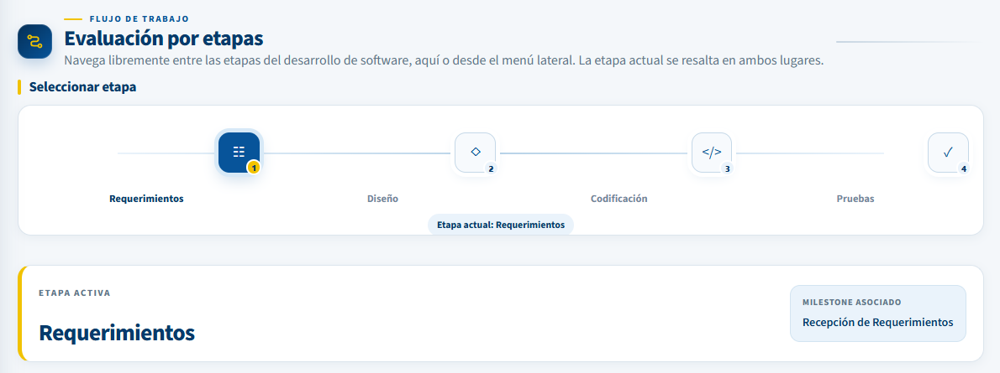 FLUJO DE TRABAJO
Evaluación por etapas
Navega libremente entre las etapas del desarrollo de software, aquí o desde el menú lateral. La etapa actual se resalta en ambos lugares.
Seleccionar etapa
1
2
</>
3
✓
4
Requerimientos
Diseño
Codificación
Pruebas
Etapa actual: Requerimientos
ETAPA ACTIVA
Requerimientos
MILESTONE ASOCIADO
Recepción de Requerimientos